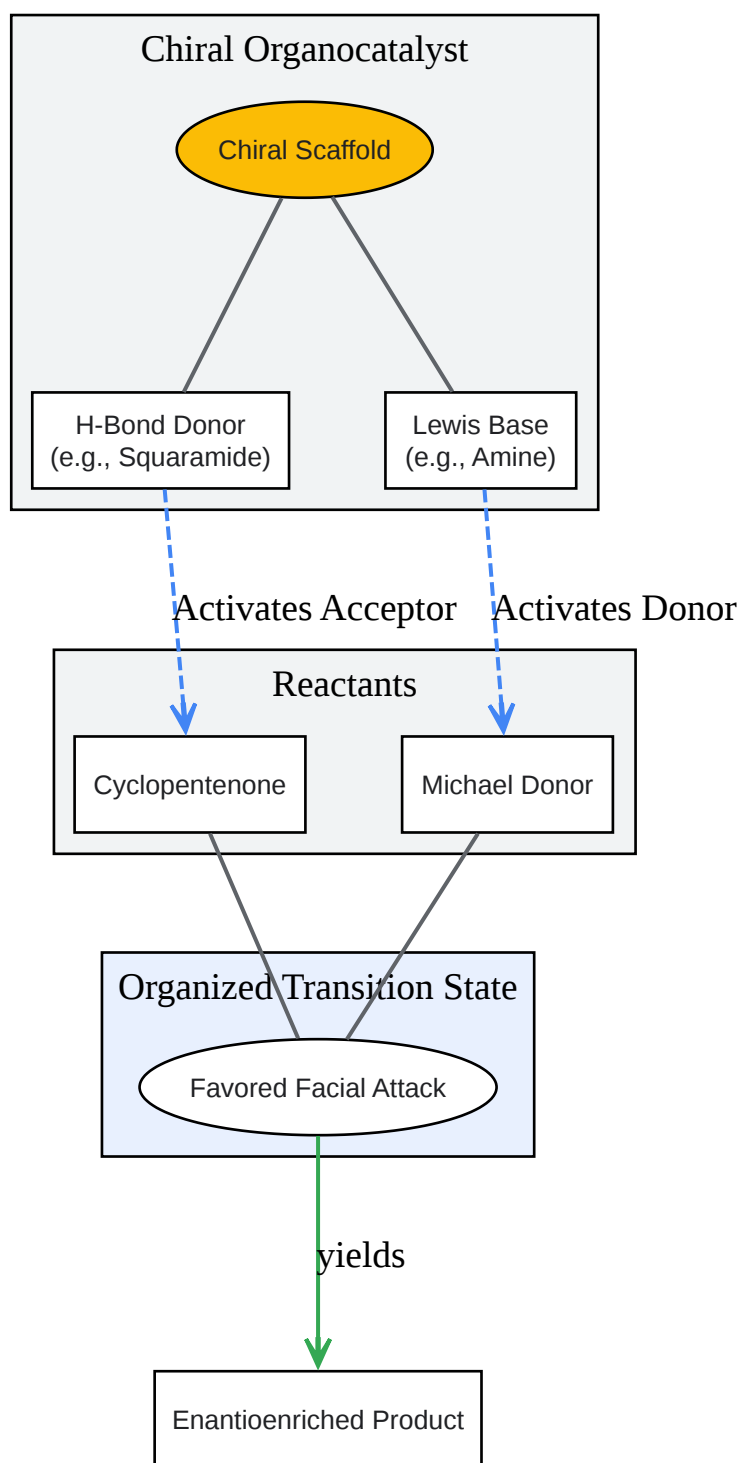 Chiral Organocatalyst
Chiral Scaffold
H-Bond Donor
(e.g., Squaramide)
Lewis Base
(e.g., Amine)
Activates Acceptor
Activates Donor
Reactants
Cyclopentenone
Michael Donor
Organized Transition State
Favored Facial Attack
yields
Enantioenriched Product